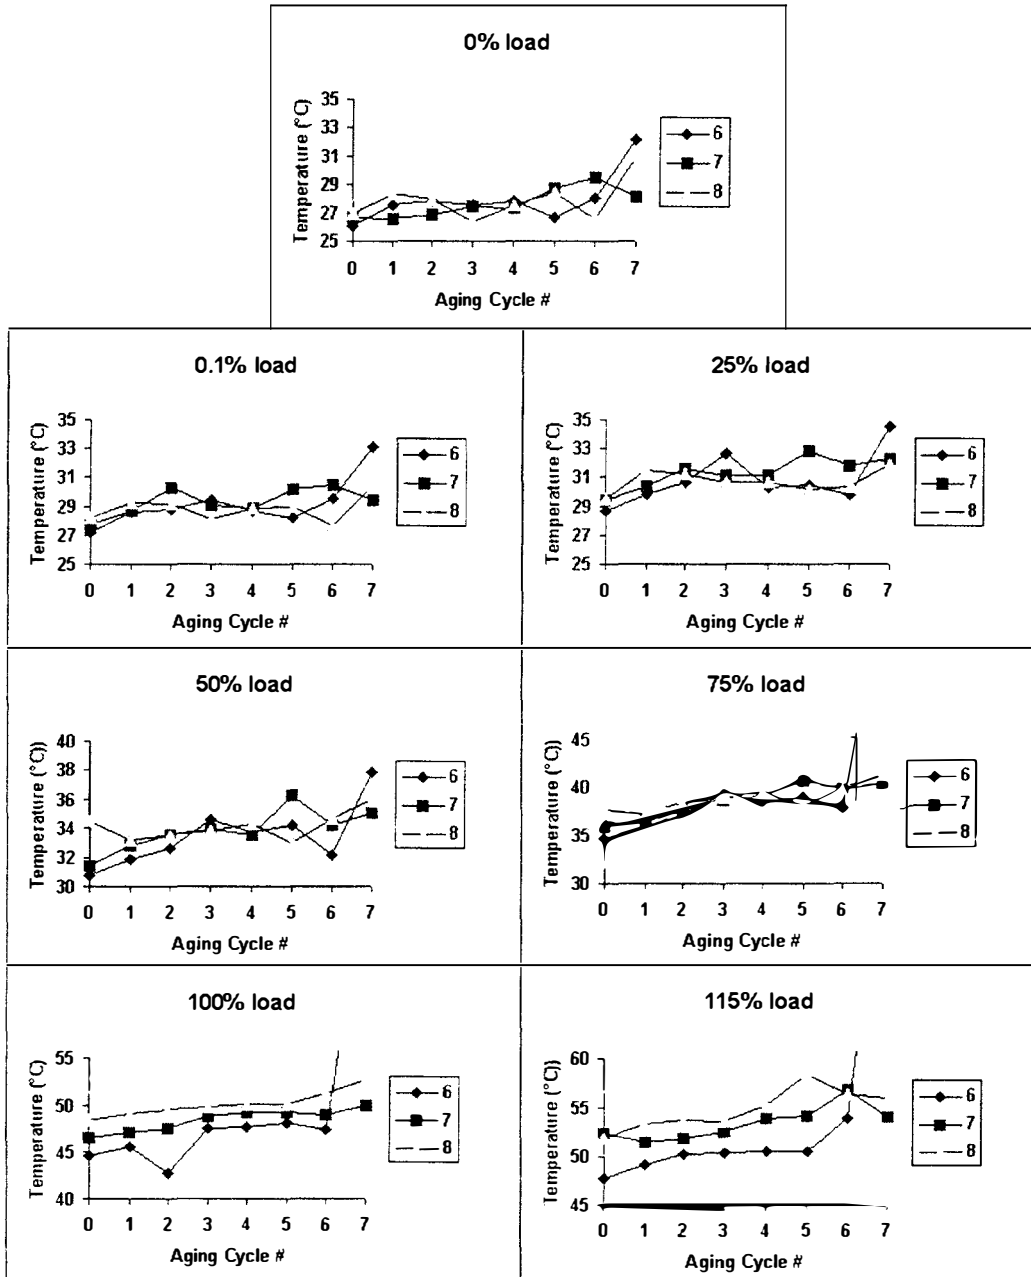 0% load
Temperature (°C)
35
33
31
29
27
25
0 1 2 3 4 5 6 7
Aging Cycle #
6
7
8
0.1% load
Temperature (°C)
35
33
31
29
27
25
0 1 2 3 4 5 6 7
Aging Cycle #
6
7
8
25% load
Temperature (°C)
35
33
31
29
27
25
0 1 2 3 4 5 6 7
Aging Cycle #
6
7
8
50% load
Temperature (°C))
40
38
36
34
32
30
0 1 2 3 4 5 6 7
Aging Cycle #
6
7
8
75% load
Temperature (°C))
45
40
35
30
0 1 2 3 4 5 6 7
Aging Cycle #
6
7
8
100% load
Temperature (°C)
55
50
45
40
0 1 2 3 4 5 6 7
Aging Cycle #
6
7
8
115% load
Temperature (°C))
60
55
50
45
0 1 2 3 4 5 6 7
Aging Cycle #
6
7
8